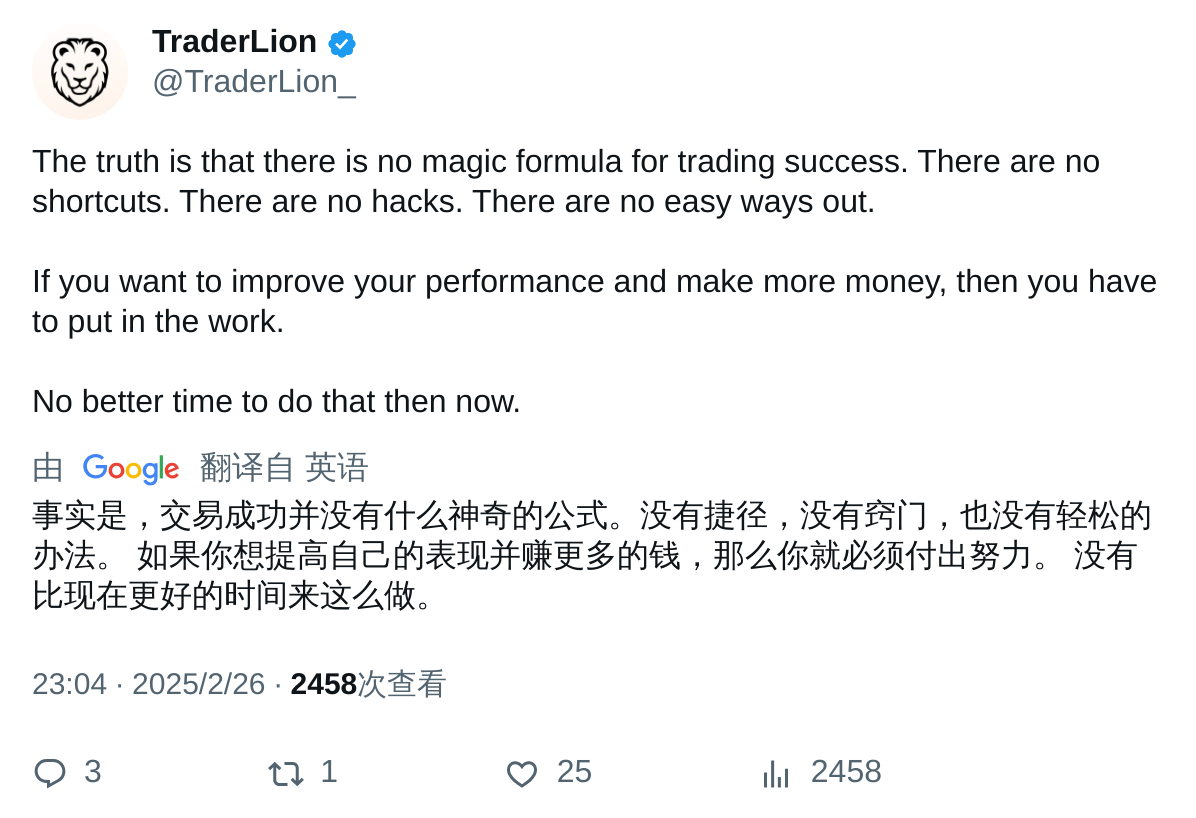 TraderLion
@TraderLion_
The truth is that there is no magic formula for trading success. There are no
shortcuts. There are no hacks. There are no easy ways out.
If you want to improve your performance and make more money, then you have
to put in the work.
No better time to do that then now.
由 Google 翻译自 英语
事实是，交易成功并没有什么神奇的公式。没有捷径，没有窍门，也没有轻松的
办法。 如果你想提高自己的表现并赚更多的钱，那么你就必须付出努力。 没有
比现在更好的时间来这么做。
23:04 · 2025/2/26 · 2458次查看
3 1 25 2458